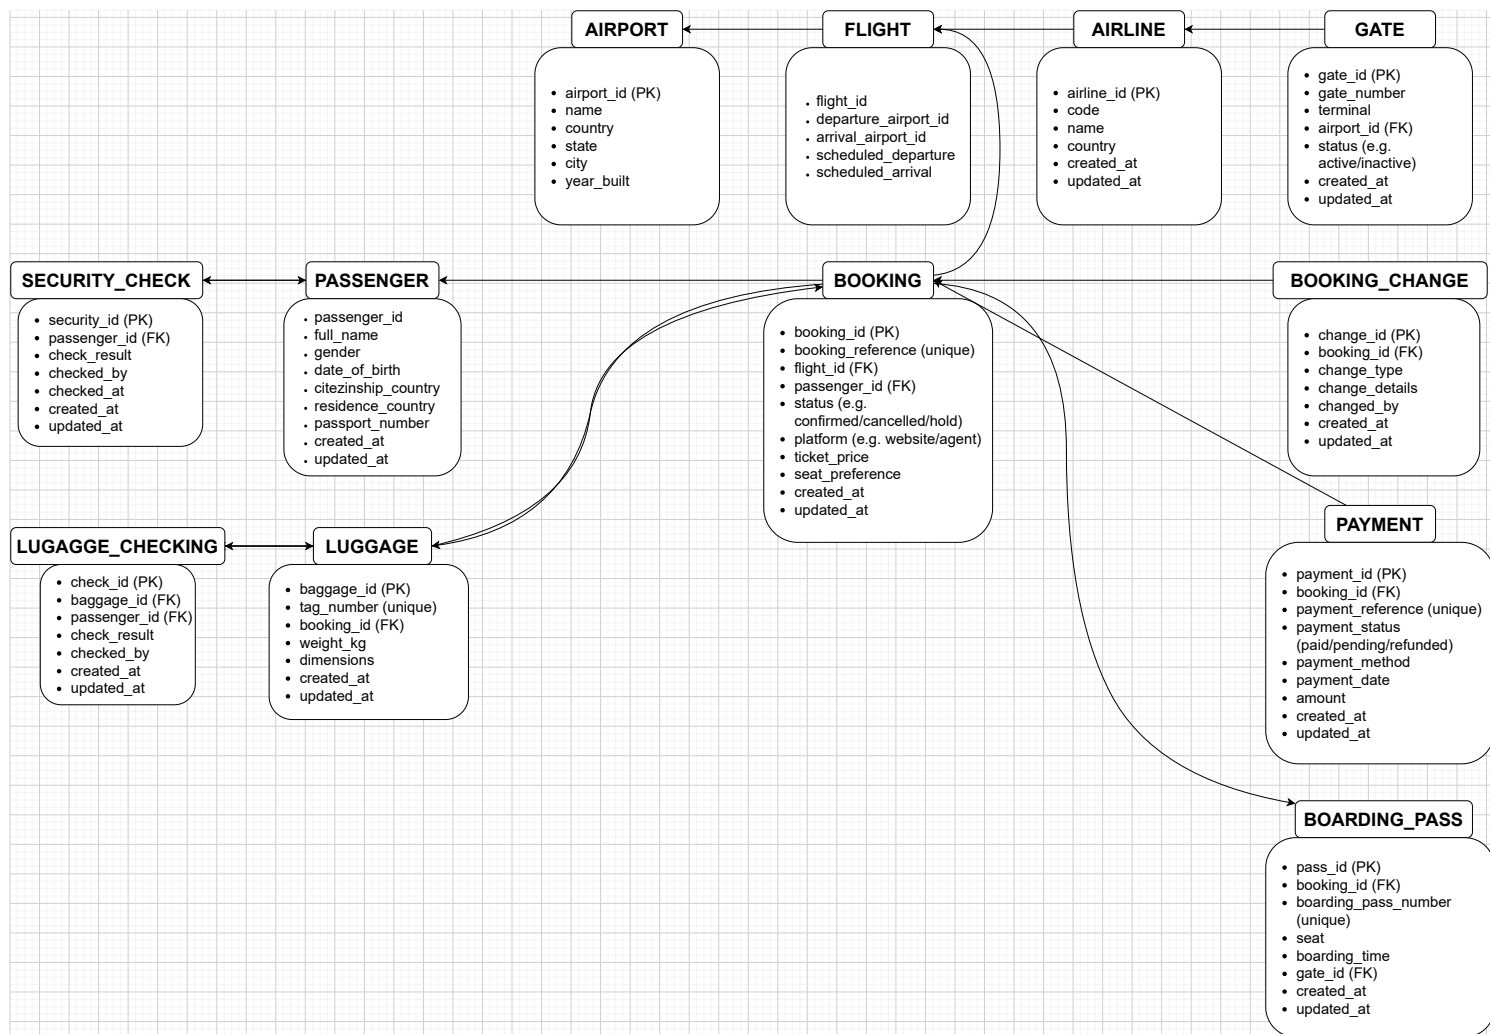 AIRPORT
airport_id (PK)
name
country
state
city
year_built
FLIGHT
flight_id
departure_airport_id
arrival_airport_id
scheduled_departure
scheduled_arrival
AIRLINE
airline_id (PK)
code
name
country
created_at
updated_at
GATE
gate_id (PK)
gate_number
terminal
airport_id (FK)
status (e.g.
active/inactive)
created_at
updated_at
SECURITY_CHECK
security_id (PK)
passenger_id (FK)
check_result
checked_by
checked_at
created_at
updated_at
PASSENGER
passenger_id
full_name
gender
date_of_birth
citezinship_country
residence_country
passport_number
created_at
updated_at
BOOKING
booking_id (PK)
booking_reference (unique)
flight_id (FK)
passenger_id (FK)
status (e.g.
confirmed/cancelled/hold)
platform (e.g. website/agent)
ticket_price
seat_preference
created_at
updated_at
BOOKING_CHANGE
change_id (PK)
booking_id (FK)
change_type
change_details
changed_by
created_at
updated_at
LUGAGGE_CHECKING
check_id (PK)
baggage_id (FK)
passenger_id (FK)
check_result
checked_by
created_at
updated_at
LUGGAGE
baggage_id (PK)
tag_number (unique)
booking_id (FK)
weight_kg
dimensions
created_at
updated_at
PAYMENT
payment_id (PK)
booking_id (FK)
payment_reference (unique)
payment_status
(paid/pending/refunded)
payment_method
payment_date
amount
created_at
updated_at
BOARDING_PASS
pass_id (PK)
booking_id (FK)
boarding_pass_number
(unique)
seat
boarding_time
gate_id (FK)
created_at
updated_at